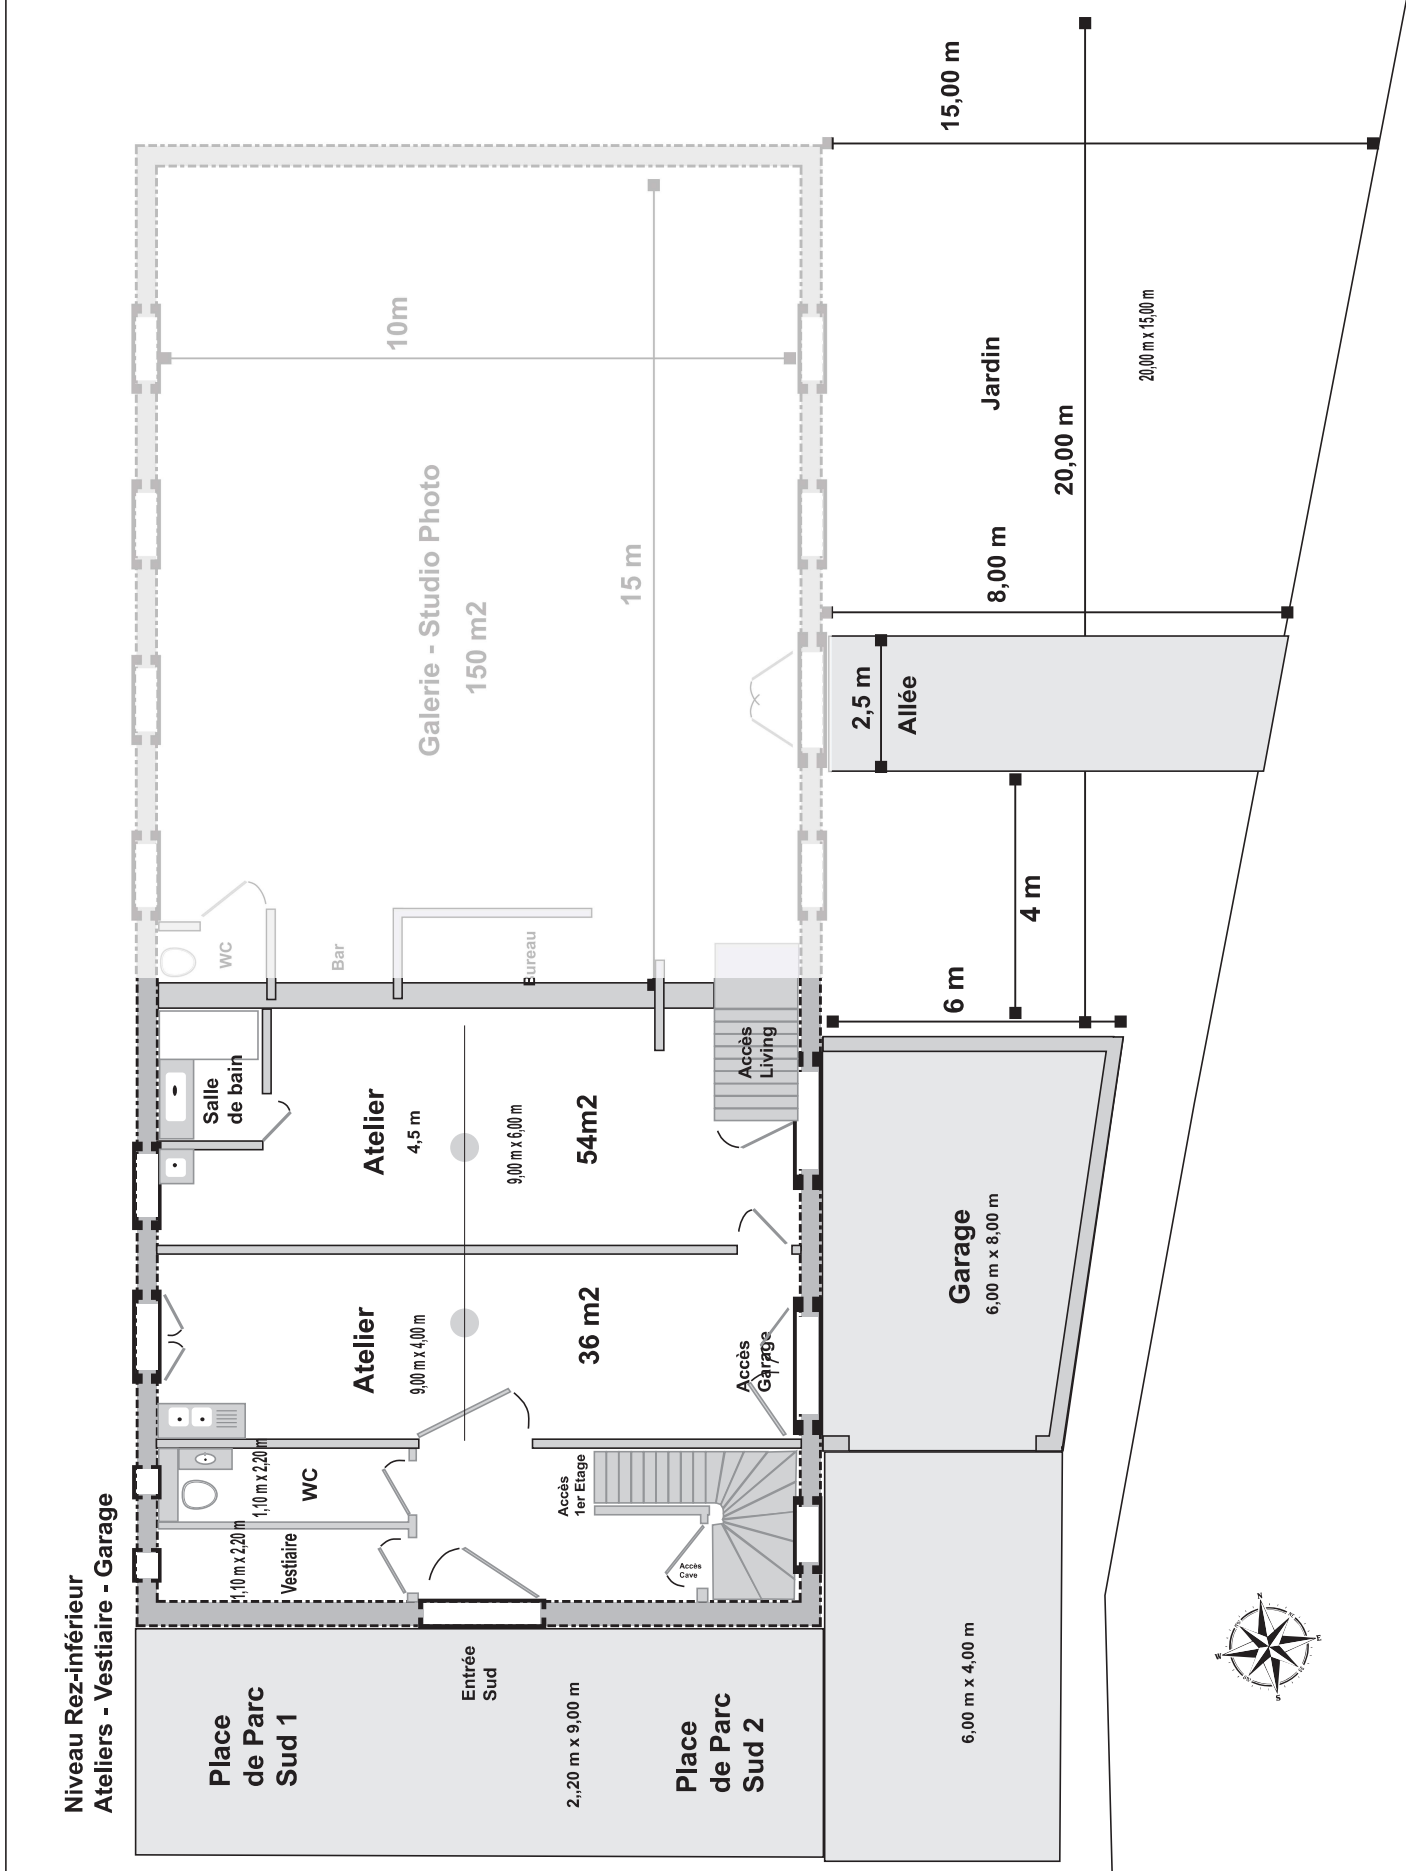 Niveau Rez-inférieur
Ateliers - Vestiaire - Garage
Place
de Parc
Sud 1
Entrée
Sud
2,,20 m x 9,00 m
Place
de Parc
Sud 2
6,00 m x 4,00 m
1,10 m x 2,20 m
Vestiaire
1,10 m x 2,20 m
WC
Accès
1er Etage
Accès
Cave
Atelier
9,00 m x 4,00 m
36 m2
Accès
Garage
Garage
6,00 m x 8,00 m
Salle
de bain
Atelier
4,5 m
9,00 m x 6,00 m
54m2
Accès
Living
WC
Bar
Bureau
6 m
4 m
Galerie - Studio Photo
150 m2
15 m
10m
2,5 m
Allée
8,00 m
20,00 m
Jardin
20,00 m x 15,00 m
15,00 m
N
E
S
W